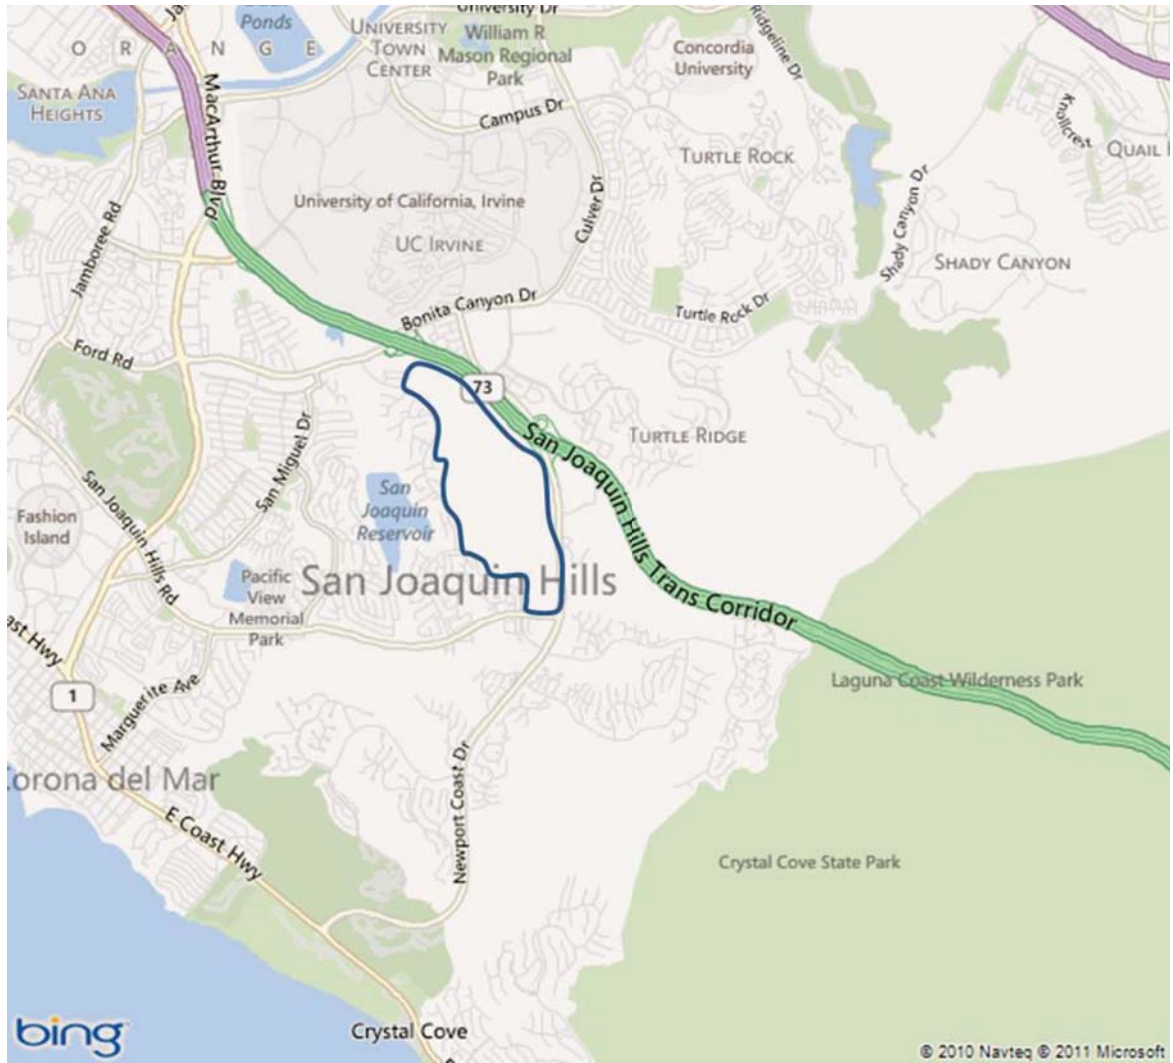 University Dr
Ponds
UNIVERSITY
TOWN
CENTER
William R
Mason Regional
Park
Concordia
University
Ridgeline Dr
O R A N G E
SANTA ANA
HEIGHTS
MacArthur Blvd
Campus Dr
Knollcrest
QUAIL
TURTLE ROCK
University of California, Irvine
UC IRVINE
Culver Dr
Shady Canyon Dr
SHADY CANYON
Jamboree Rd
Bonita Canyon Dr
Turtle Rock Dr
Ford Rd
73
San Miguel Dr
San Joaquin Hills Trans Corridor
TURTLE RIDGE
San Joaquin Hills Rd
San
Joaquin
Reservoir
Fashion
Island
Pacific
View
Memorial
Park
San Joaquin Hills
ast Hwy
1
Marguerite Ave
Laguna Coast Wilderness Park
Corona del Mar
E Coast Hwy
Newport Coast Dr
Crystal Cove State Park
bing
Crystal Cove
© 2010 Navteq © 2011 Microsoft